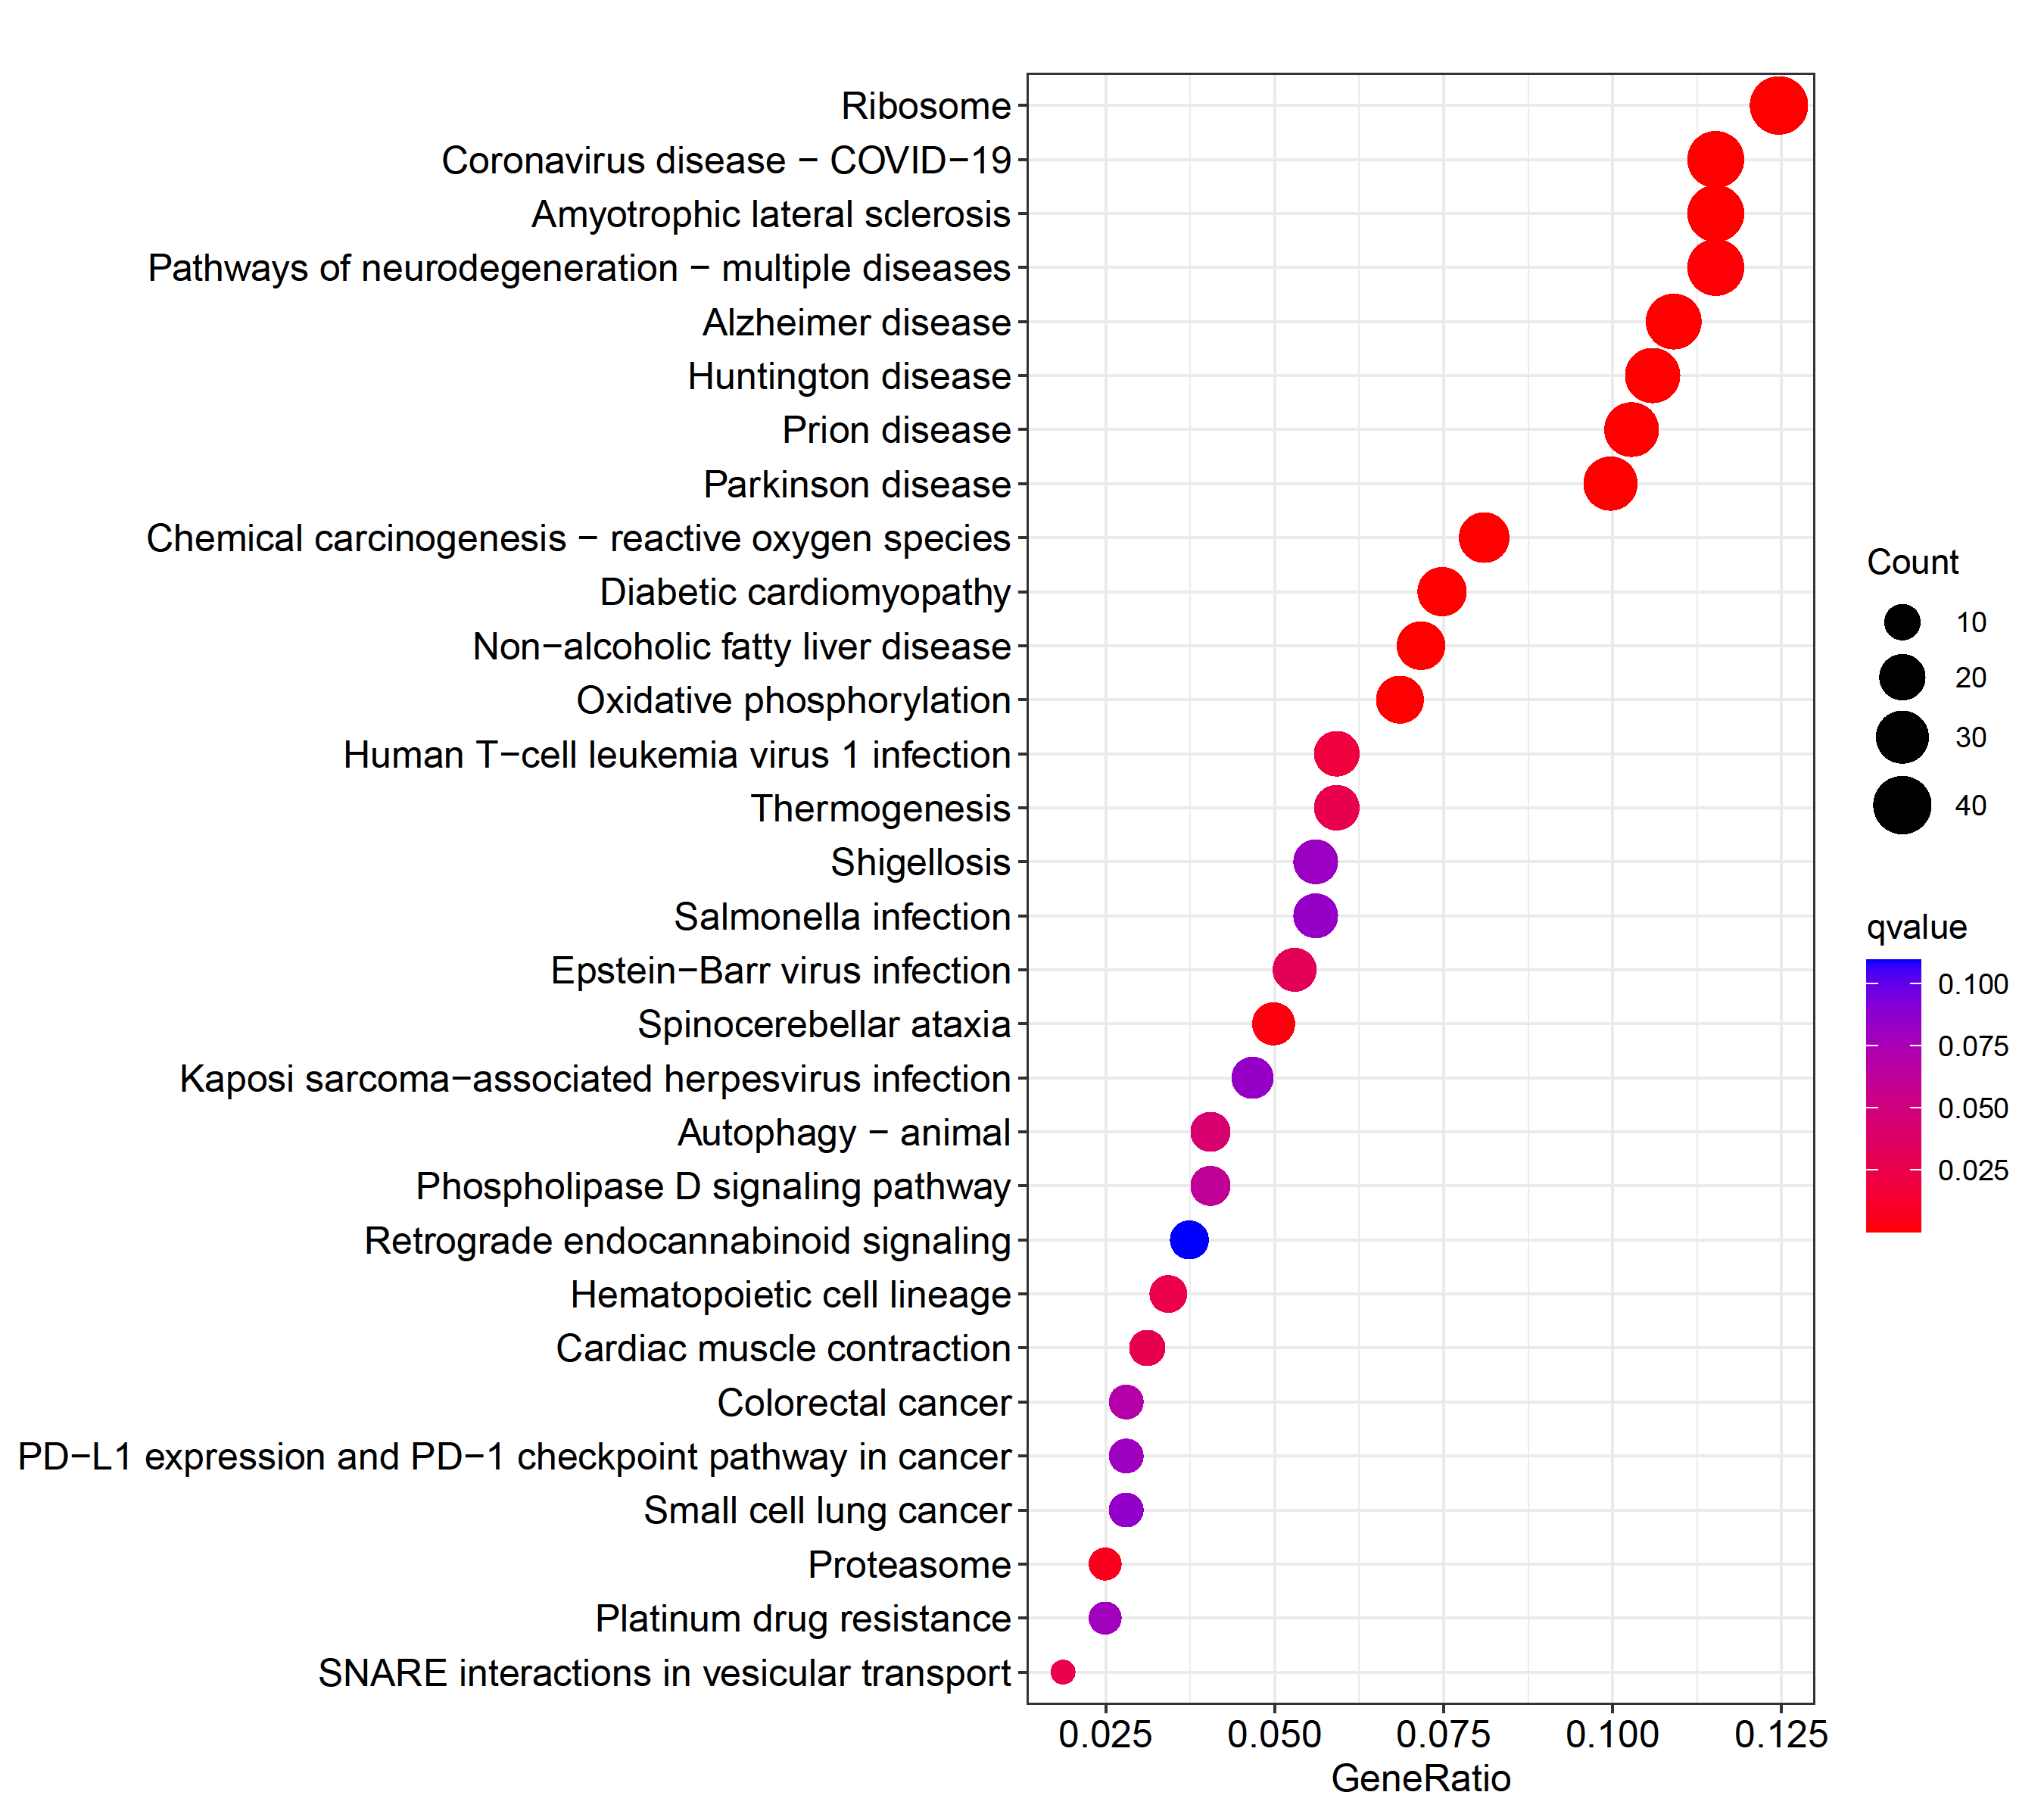 Ribosome
Coronavirus disease − COVID−19
Amyotrophic lateral sclerosis
Pathways of neurodegeneration − multiple diseases
Alzheimer disease
Huntington disease
Prion disease
Parkinson disease
Chemical carcinogenesis − reactive oxygen species
Diabetic cardiomyopathy
Non−alcoholic fatty liver disease
Oxidative phosphorylation
Human T−cell leukemia virus 1 infection
Thermogenesis
Shigellosis
Salmonella infection
Epstein−Barr virus infection
Spinocerebellar ataxia
Kaposi sarcoma−associated herpesvirus infection
Autophagy − animal
Phospholipase D signaling pathway
Retrograde endocannabinoid signaling
Hematopoietic cell lineage
Cardiac muscle contraction
Colorectal cancer
PD−L1 expression and PD−1 checkpoint pathway in cancer
Small cell lung cancer
Proteasome
Platinum drug resistance
SNARE interactions in vesicular transport
0.025 0.050 0.075 0.100 0.125
GeneRatio
Count
10
20
30
40
qvalue
0.100
0.075
0.050
0.025